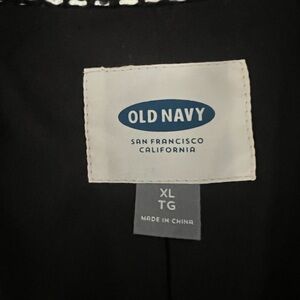 OLD NAVY
SAN FRANCISCO
CALIFORNIA
XL
TG
MADE IN CHINA